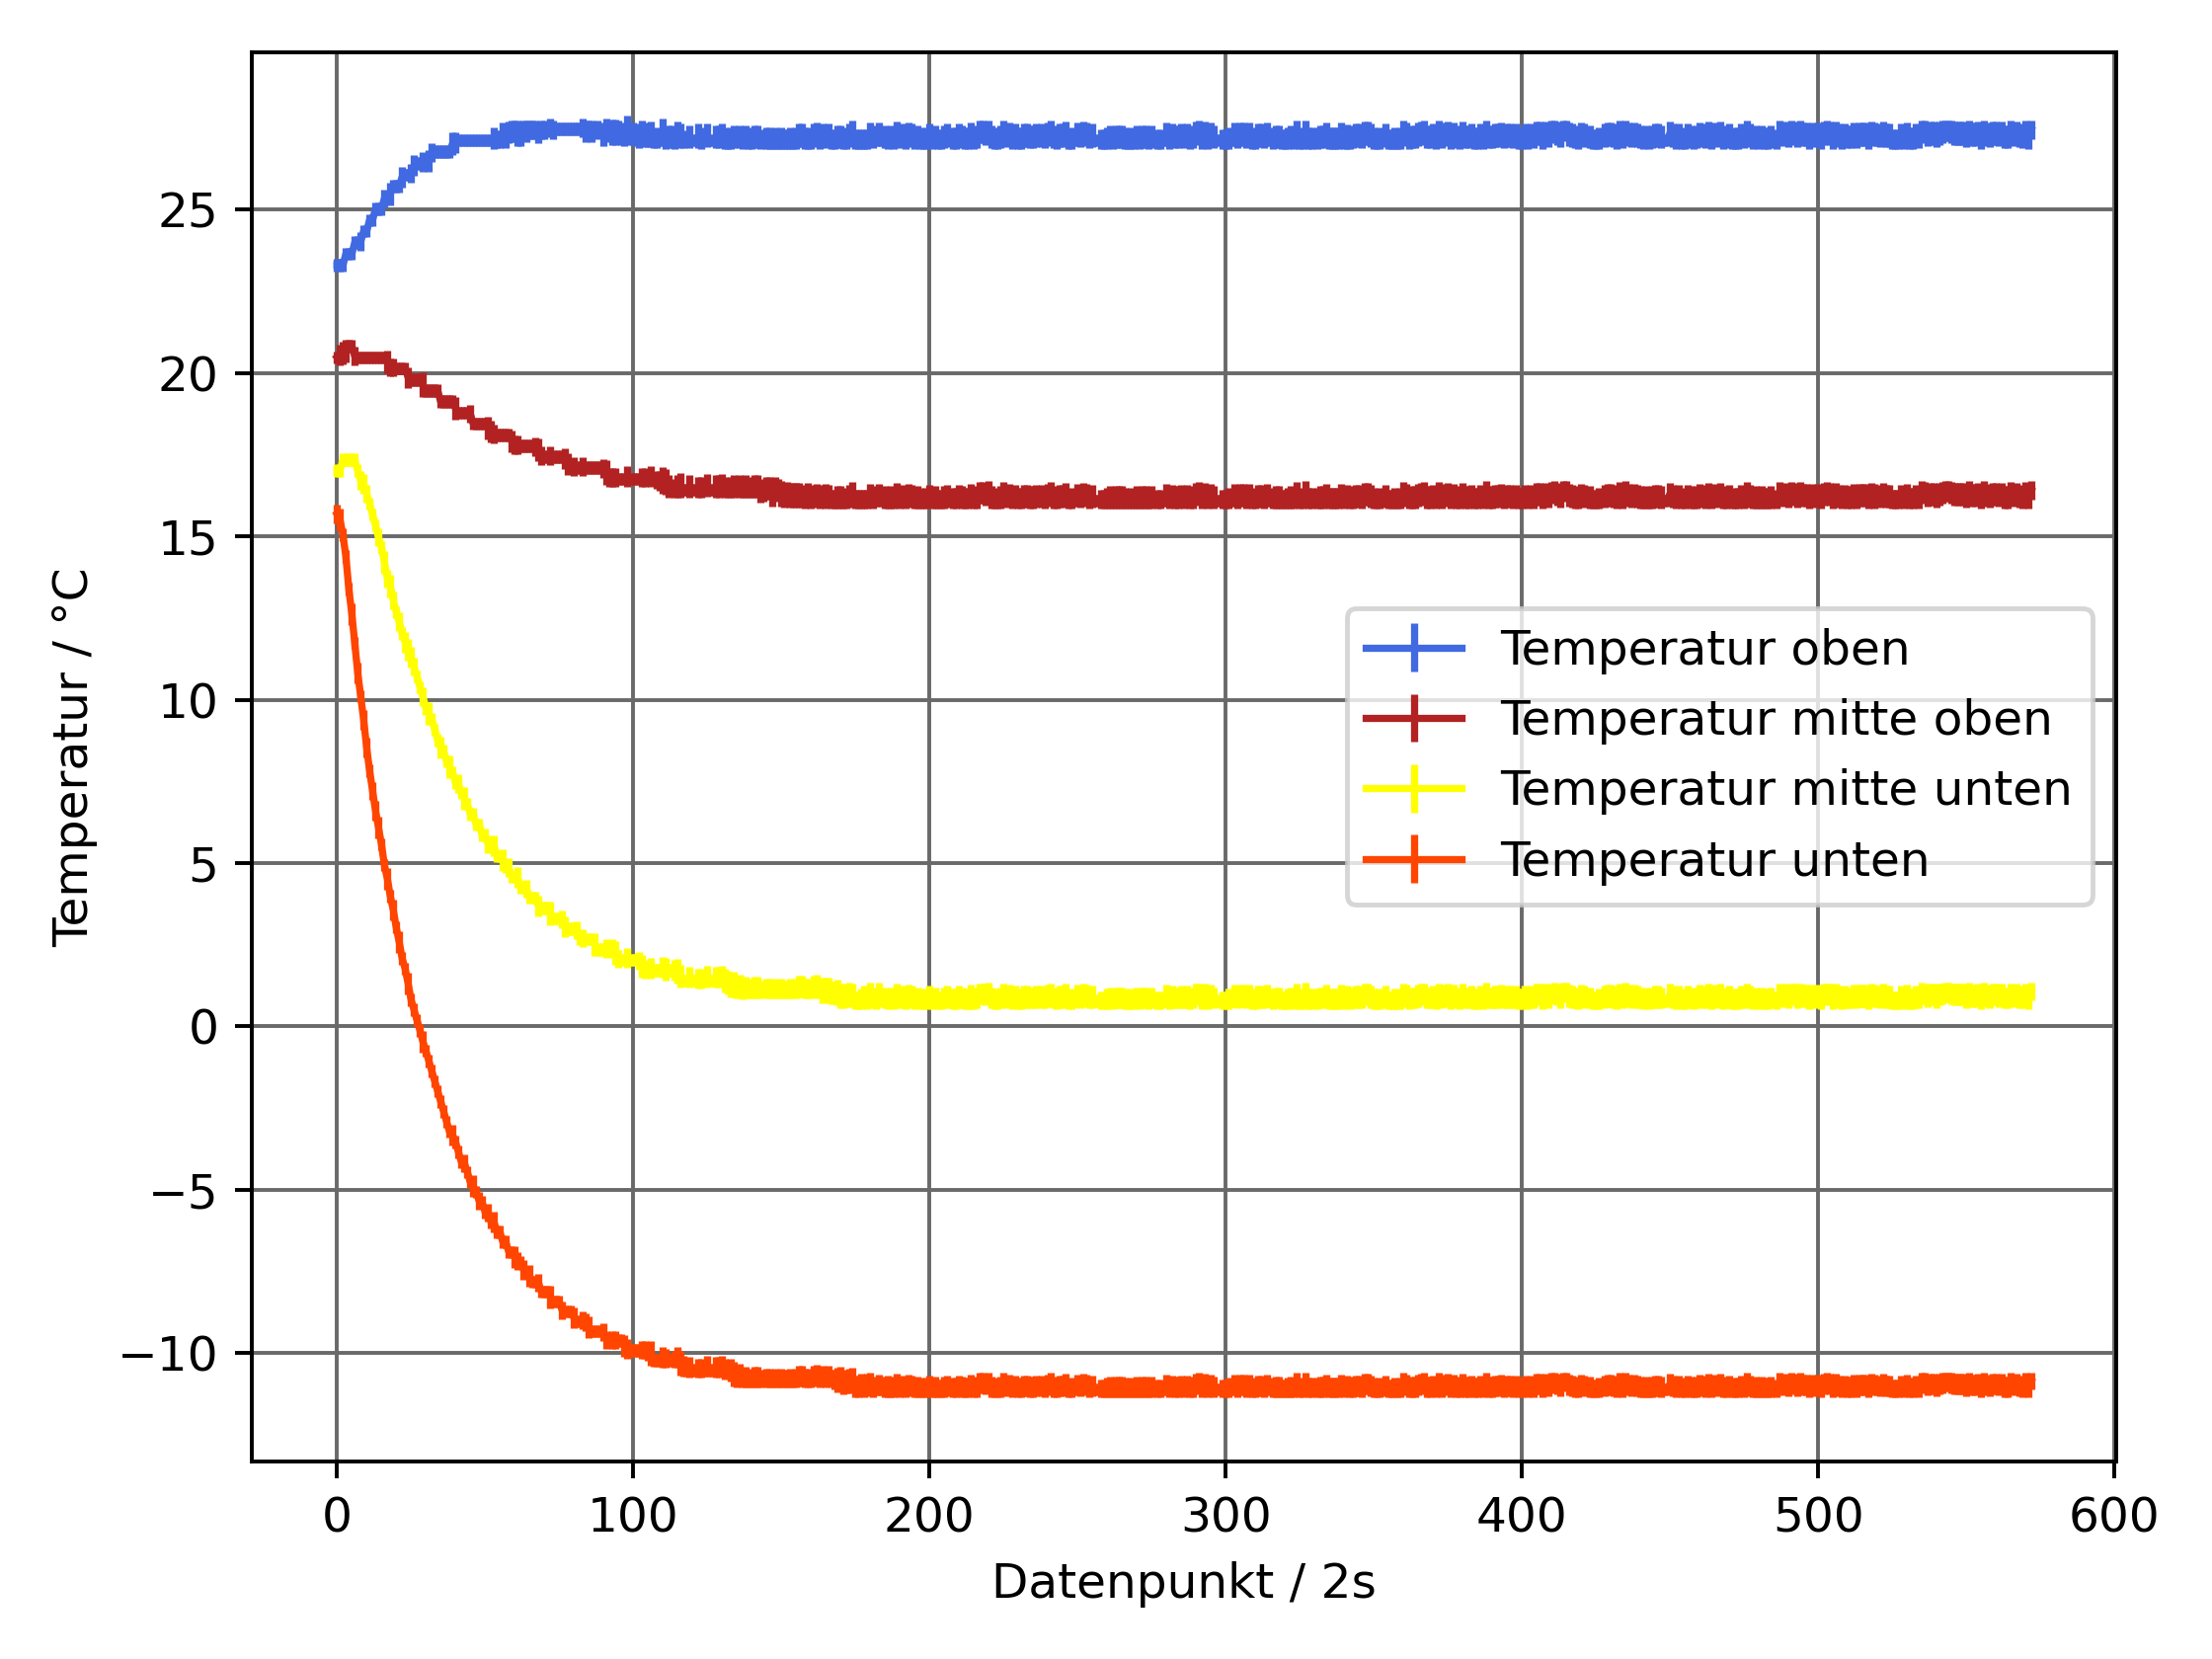 25
20
15
10
5
0
−5
−10
Temperatur / °C
Temperatur oben
Temperatur mitte oben
Temperatur mitte unten
Temperatur unten
0 100 200 300 400 500 600
Datenpunkt / 2s